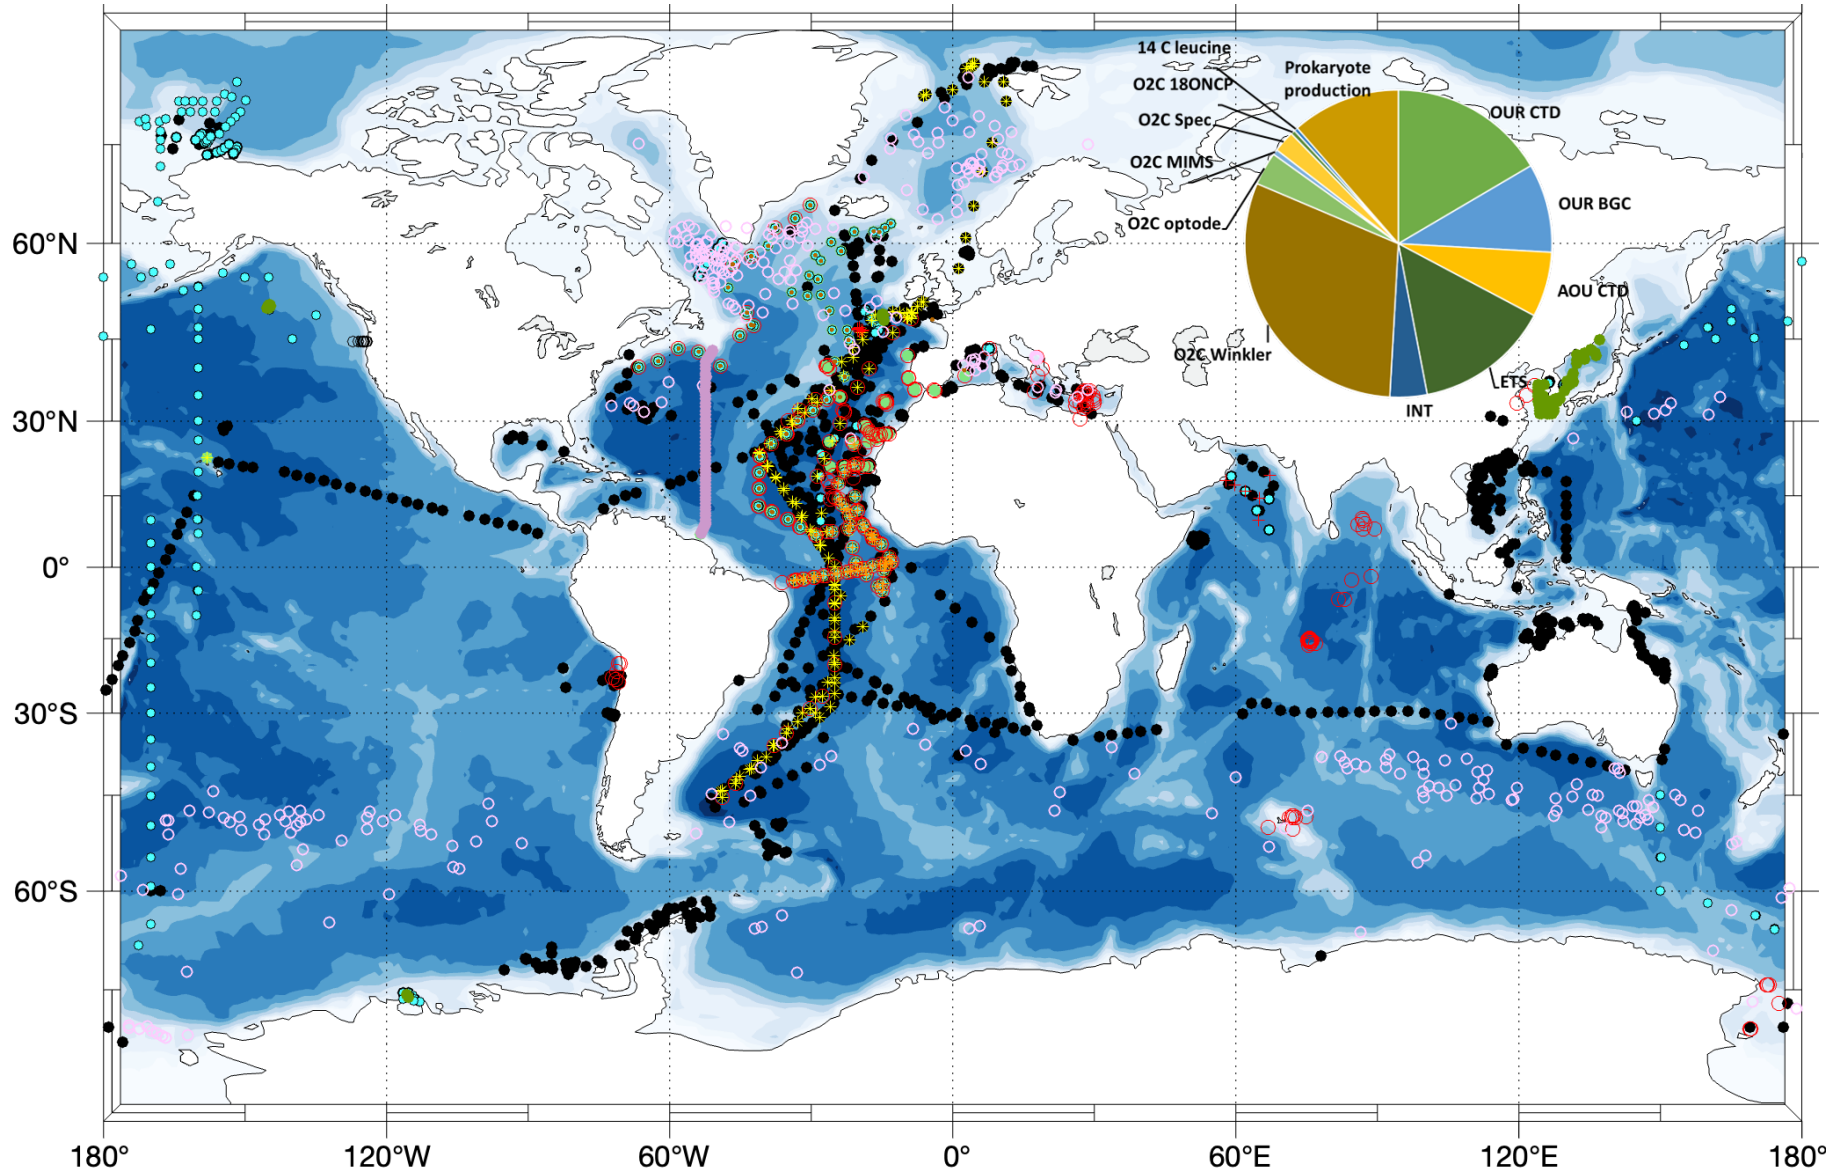 14 C leucine
Prokaryote
production
O2C 18ONCP
OUR CTD
O2C Spec
O2C MIMS
OUR BGC
O2C optode
AOU CTD
O2C Winkler
ETS
INT
60°N
30°N
0°
30°S
60°S
180°
120°W
60°W
0°
60°E
120°E
180°